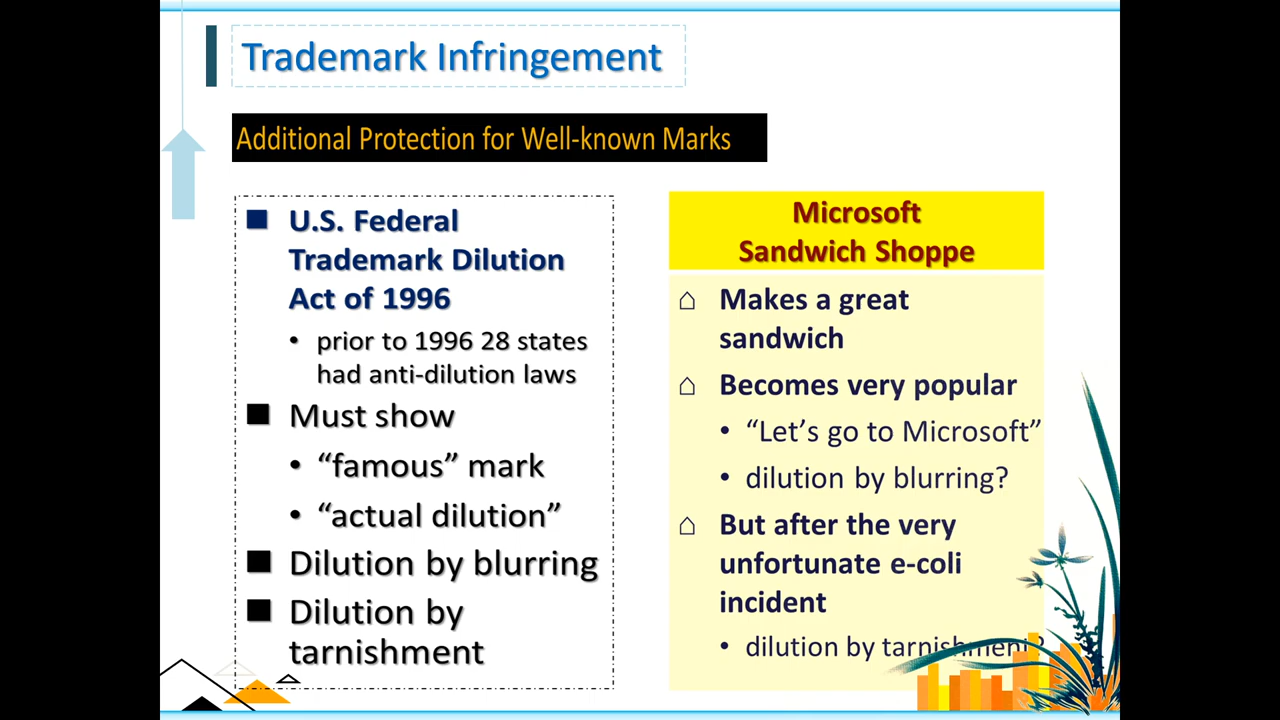 Trademark Infringement
Additional Protection for Well-known Marks
U.S. Federal
Trademark Dilution
Act of 1996
• prior to 1996 28 states
had anti-dilution laws
Must show
• “famous” mark
• “actual dilution”
Dilution by blurring
Dilution by
tarnishment
Microsoft
Sandwich Shoppe
Makes a great
sandwich
Becomes very popular
• “Let’s go to Microsoft”
• dilution by blurring?
But after the very
unfortunate e-coli
incident
• dilution by tarnishment?